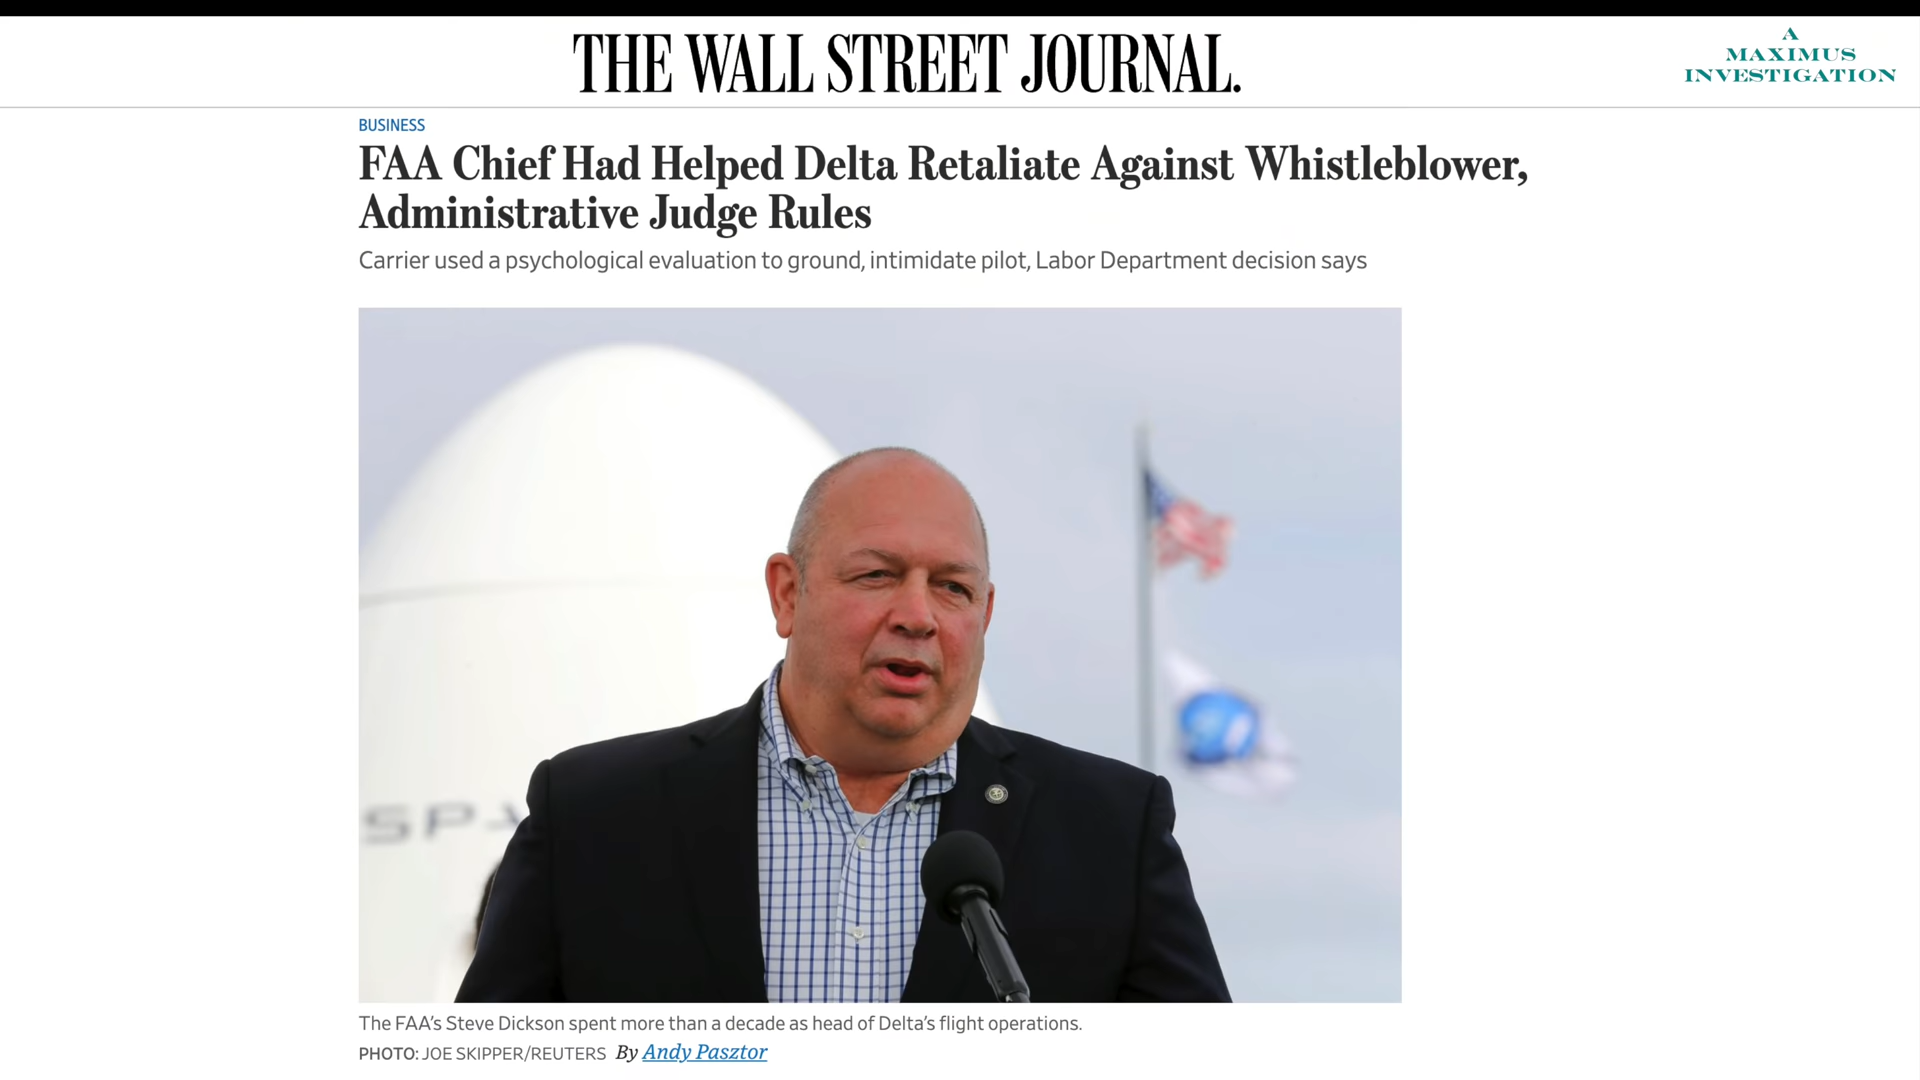 THE WALL STREET JOURNAL.
A
MAXIMUS
INVESTIGATION
BUSINESS
FAA Chief Had Helped Delta Retaliate Against Whistleblower,
Administrative Judge Rules
Carrier used a psychological evaluation to ground, intimidate pilot, Labor Department decision says
SP
The FAA’s Steve Dickson spent more than a decade as head of Delta’s flight operations.
PHOTO: JOE SKIPPER/REUTERS By Andy Pasztor